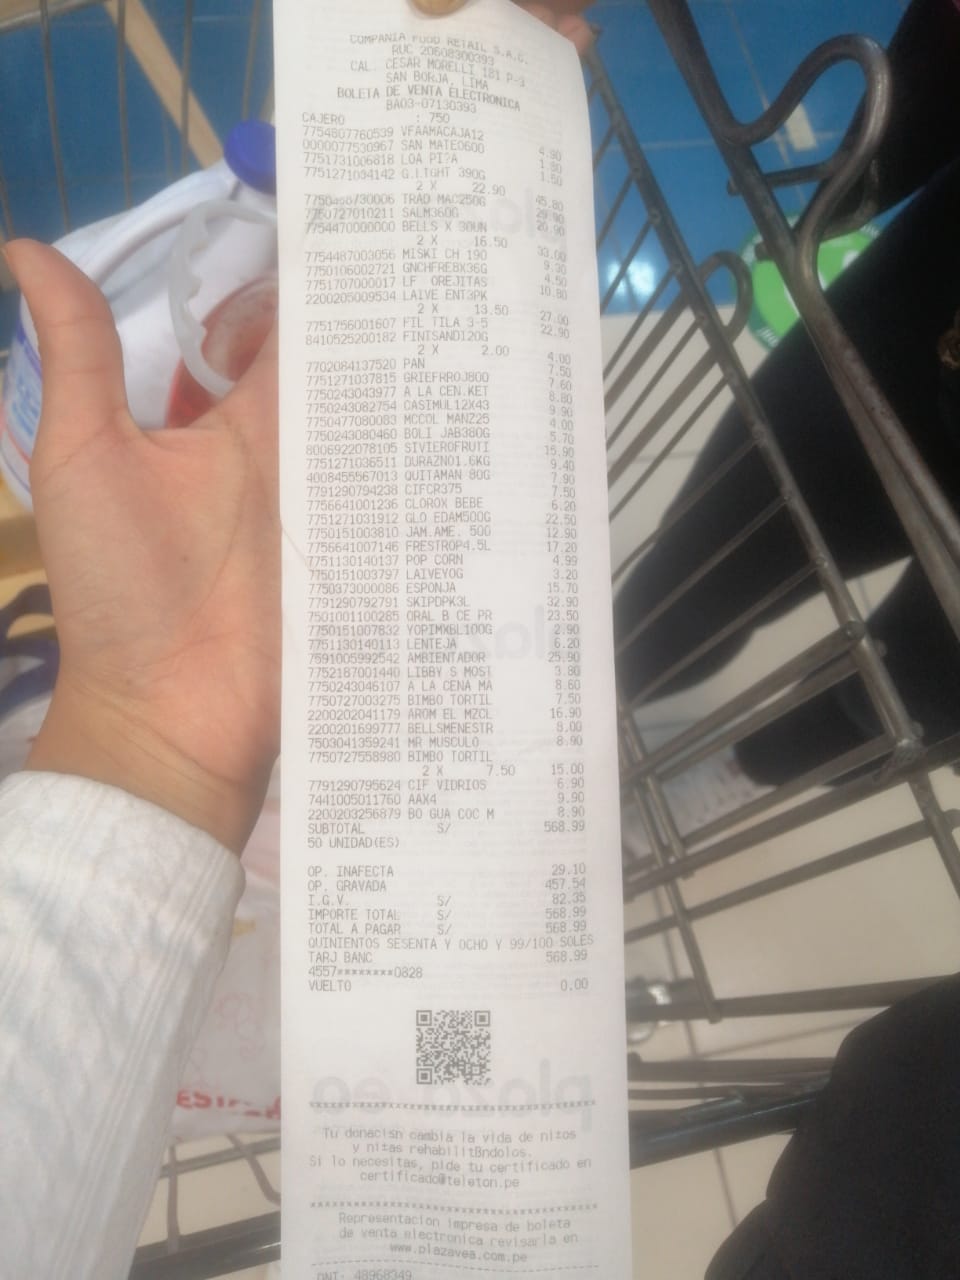 COMPANIA FOOD RETAIL S.A.C.
RUC 20608300393
CAL. CESAR MORELLI 181 P-3
SAN BORJA, LIMA
BOLETA DE VENTA ELECTRONICA
BA03-07130393
CAJERO : 750
7754807760539 VFAAMACAJA12 4.90
0000077530967 SAN MATEO600 1.80
7751731006818 LOA PI?A 1.50
7751271034142 G.LIGHT 390G
2 X 22.90 45.80
7750496730006 TRAD MAC250G 29.90
7750727010211 SALM360G 20.90
7754470000000 BELLS X 30UN
2 X 16.50 33.00
7754487003056 MISKI CH 190 9.30
7750106002721 GNCHFRE8X36G 4.50
7751707000017 LF OREJITAS 10.80
2200205009534 LAIVE ENT3PK
2 X 13.50 27.00
7751756001607 FIL TILA 3-5 22.90
8410525200182 FINTSANDI20G
2 X 2.00 4.00
7702084137520 PAN 7.50
7751271037815 GRIEFRROJ800 7.60
7750243043977 A LA CEN.KET 8.80
7750243082754 CASIMUL12X43 9.90
7750477080083 MCCOL MANZ25 4.00
7750243080460 BOLI JAB380G 5.70
8006922078105 SIVIEROFRUTI 15.90
7751271036511 DURAZNO1.6KG 9.40
4008455567013 QUITAMAN 80G 7.90
7791290794238 CIFCR375 7.50
7756641001236 CLOROX BEBE 6.20
7751271031912 GLO EDAM500G 22.50
7750151003810 JAM.AME. 500 12.90
7756641007146 FRESTROP4.5L 17.20
7751130140137 POP CORN 4.99
7750151003797 LAIVEYOG 3.20
7750373000086 ESPONJA 15.70
7791290792791 SKIPDPK3L 32.90
7501001100285 ORAL B CE PR 23.50
7750151007832 YOPIMXBL100G 2.90
7751130140113 LENTEJA 6.20
7591005992542 AMBIENTADOR 25.90
7752187001440 LIBBY S MOST 3.80
7750243046107 A LA CENA MA 8.60
7750727003275 BIMBO TORTIL 7.50
2200202041179 AROM EL MZCL 16.90
2200201699777 BELLSMENESTR 8.00
7503041359241 MR MUSCULO 8.90
7750727558980 BIMBO TORTIL
2 X 7.50 15.00
7791290795624 CIF VIDRIOS 6.90
7441005011760 AAX4 9.90
2200203256879 BO GUA COC M 8.90
SUBTOTAL S/ 568.99
50 UNIDAD(ES)
OP. INAFECTA 29.10
OP. GRAVADA 457.54
I.G.V. S/ 82.35
IMPORTE TOTAL S/ 568.99
TOTAL A PAGAR S/ 568.99
QUINIENTOS SESENTA Y OCHO Y 99/100 SOLES
TARJ BANC 568.99
4557********0828
VUELTO 0.00
****************************************
Tu donaci≤n cambia la vida de ni±os
y ni±as rehabilitßndolos.
Si lo necesitas, pide tu certificado en
certificado@teleton.pe
****************************************
Representacion impresa de boleta
de venta electronica revisarla en
www.plazavea.com.pe
DNI: 48968349